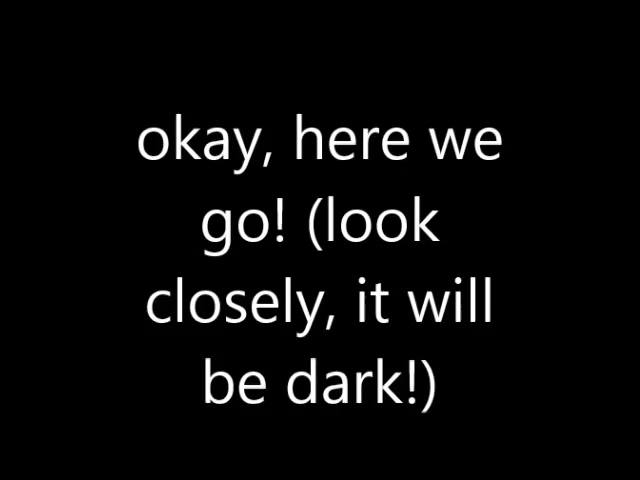 okay, here we
go! (look
closely, it will
be dark!)